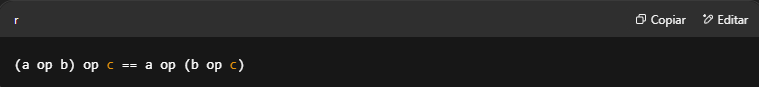 r
Copiar
Editar
(a op b) op c == a op (b op c)